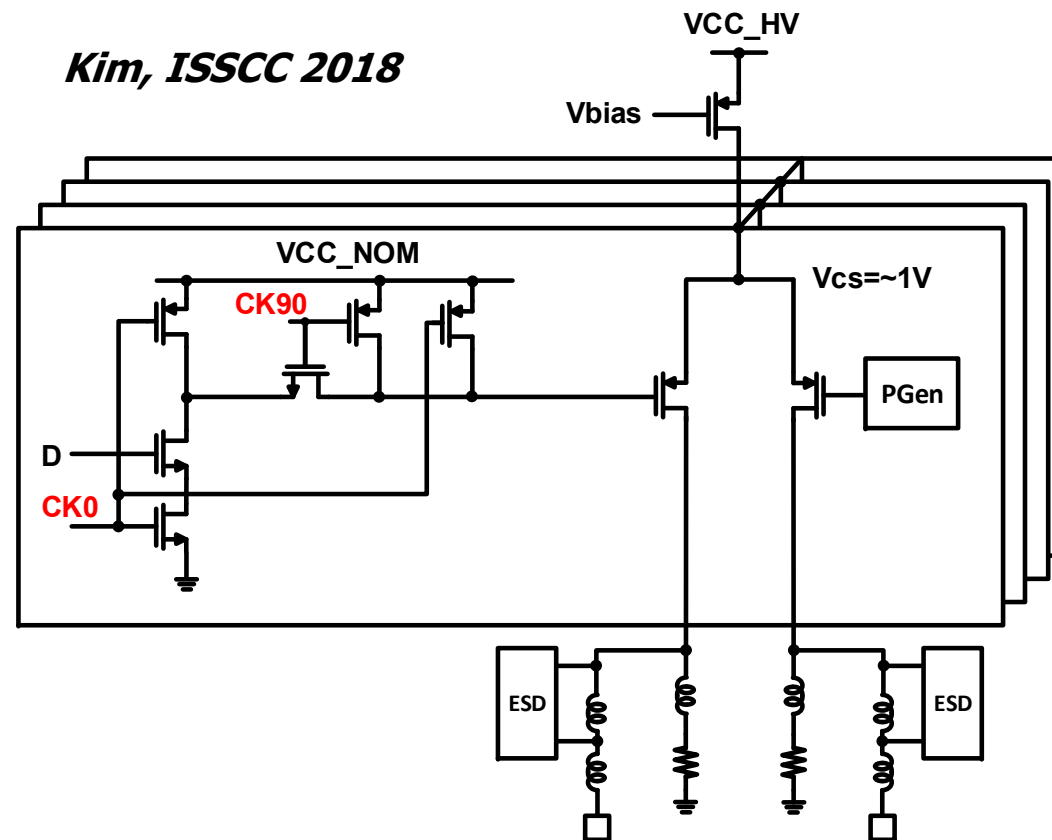 Kim, ISSCC 2018
VCC_HV
Vbias
VCC_NOM
Vcs=~1V
CK90
PGen
D
CK0
ESD
ESD